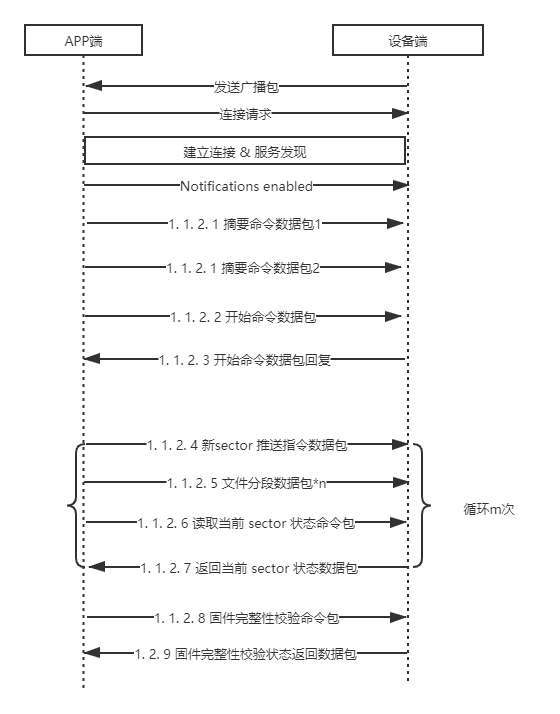 APP端
设备端
发送广播包
连接请求
建立连接 & 服务发现
Notifications enabled
1. 1. 2. 1 摘要命令数据包1
1. 1. 2. 1 摘要命令数据包2
1. 1. 2. 2 开始命令数据包
1. 1. 2. 3 开始命令数据包回复
1. 1. 2. 4 新sector 推送指令数据包
1. 1. 2. 5 文件分段数据包*n
循环m次
1. 1. 2. 6 读取当前 sector 状态命令包
1. 1. 2. 7 返回当前 sector 状态数据包
1. 1. 2. 8 固件完整性校验命令包
1. 2. 9 固件完整性校验状态返回数据包